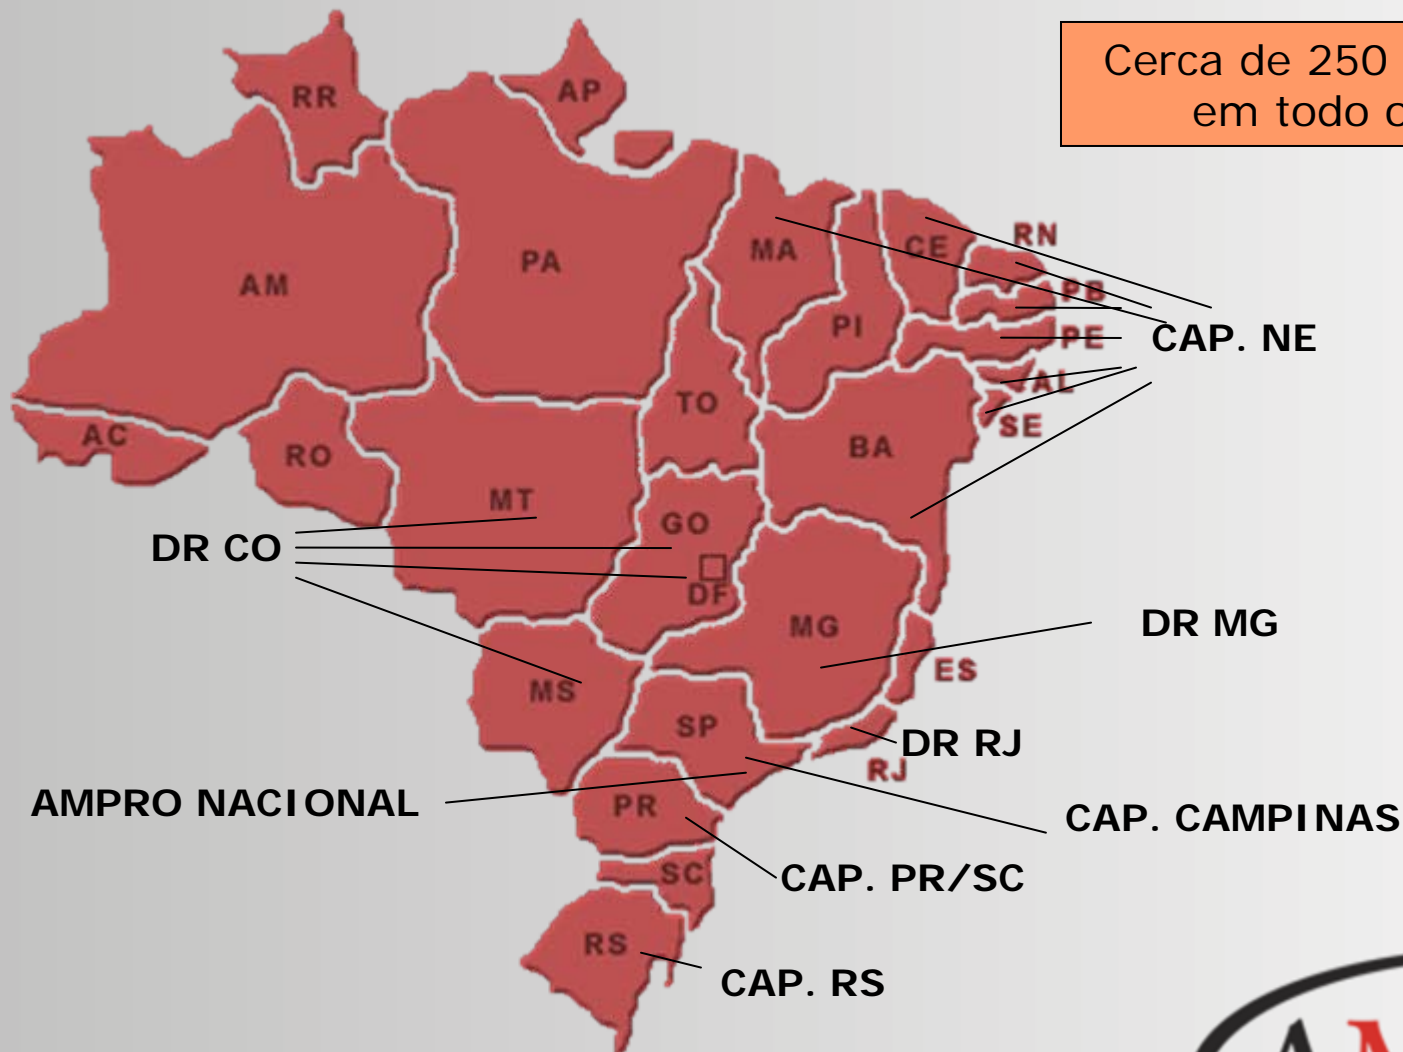 Cerca de 250
em todo o
RR
AP
RN
MA
CE
PA
AM
PB
PI
PE
CAP. NE
AL
TO
SE
AC
BA
RO
MT
GO
DR CO
DF
MG
DR MG
ES
MS
SP
DR RJ
RJ
AMPRO NACIONAL
PR
CAP. CAMPINAS
SC
CAP. PR/SC
RS
CAP. RS